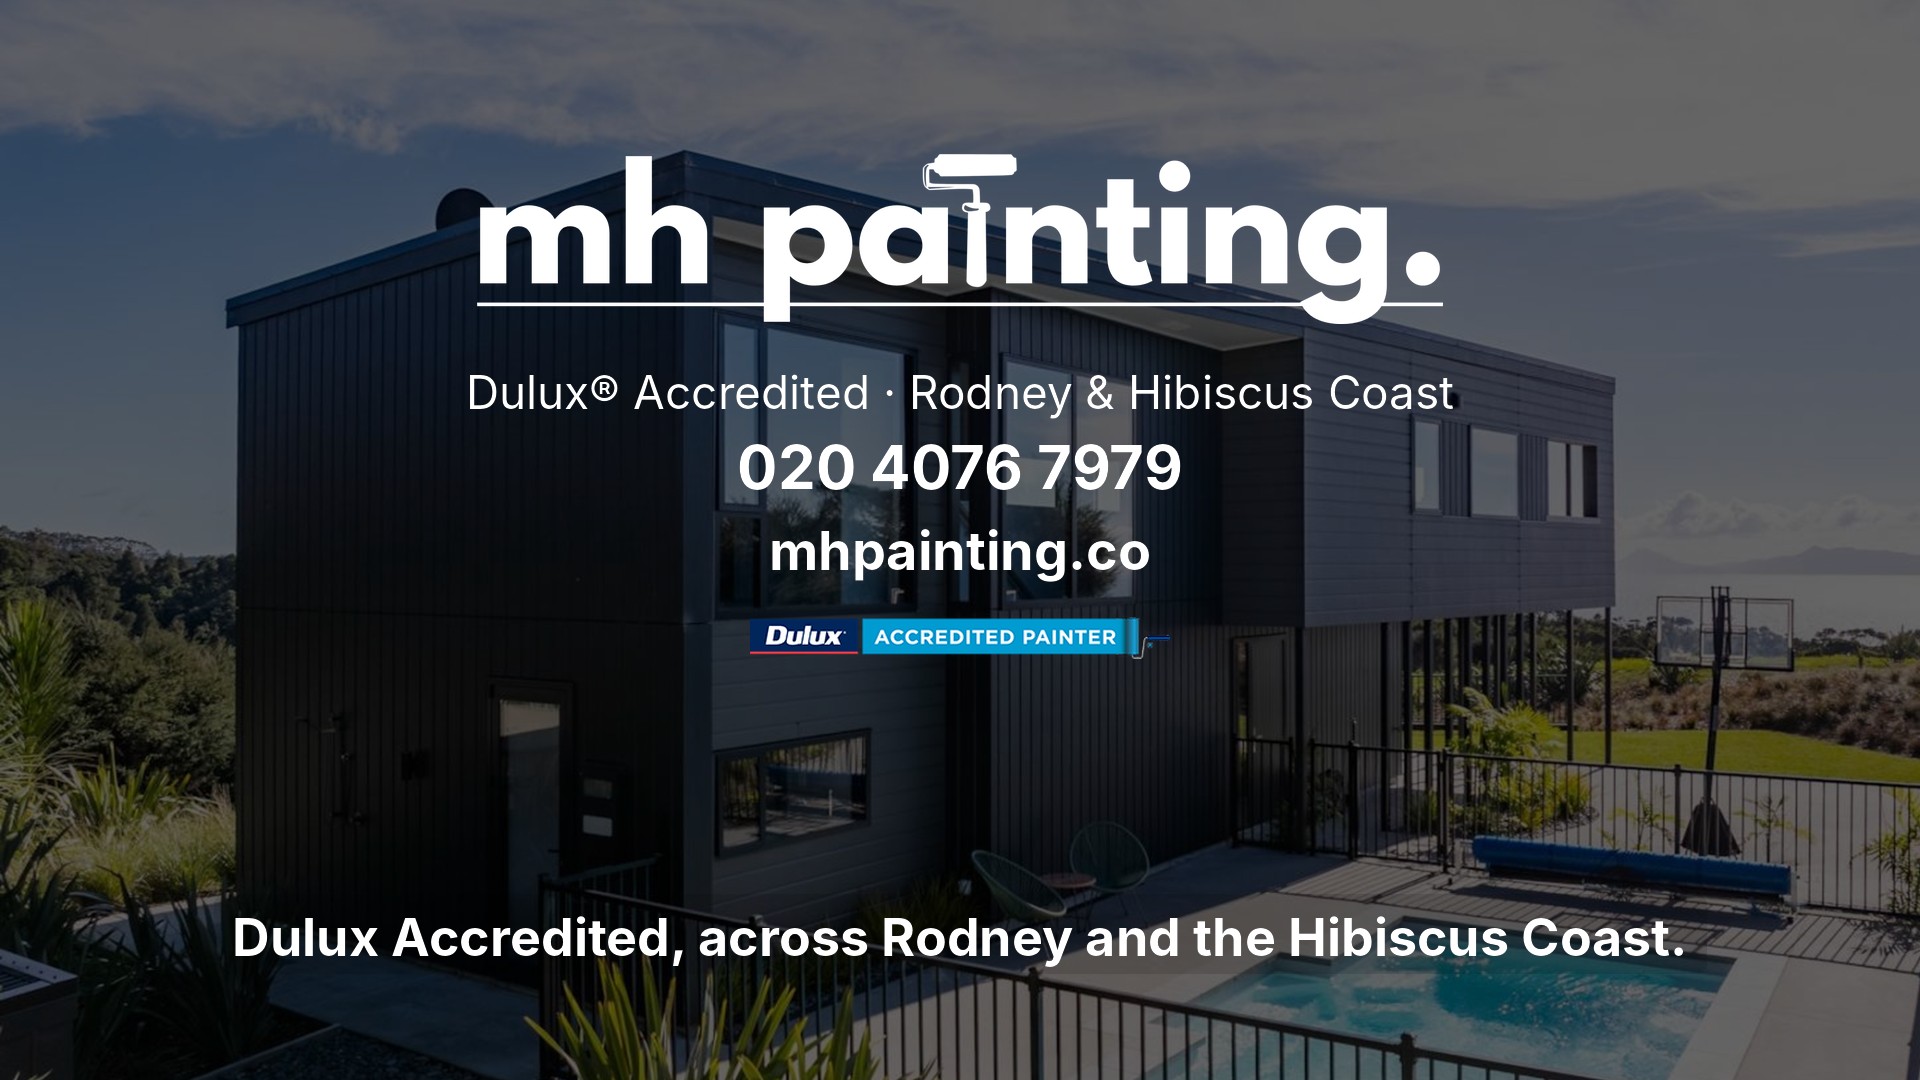 mh painting.
Dulux® Accredited · Rodney & Hibiscus Coast
020 4076 7979
mhpainting.co
Dulux ACCREDITED PAINTER
Dulux Accredited, across Rodney and the Hibiscus Coast.